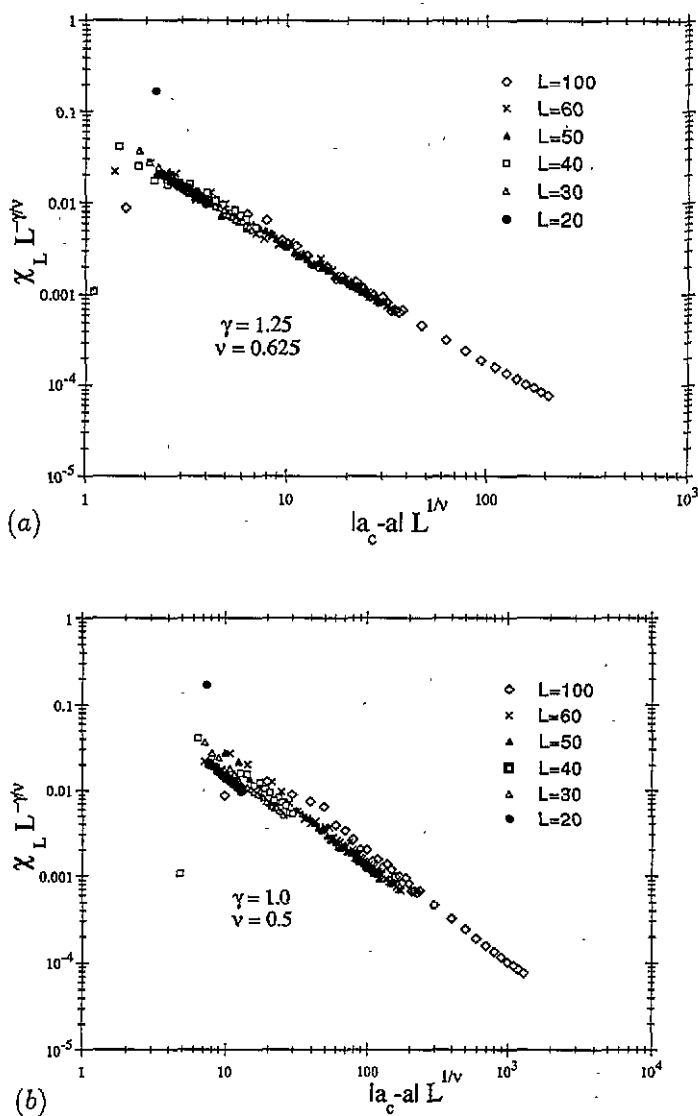 1
0.1
0.01
0.001
10⁻⁴
10⁻⁵
χ_L L^{-γ/ν}
◇ L=100
× L=60
▲ L=50
□ L=40
△ L=30
● L=20
γ = 1.25
ν = 0.625
1 10 100 10³
|a_c-a| L^{1/ν}
(a)
1
0.1
0.01
0.001
10⁻⁴
10⁻⁵
χ_L L^{-γ/ν}
◇ L=100
× L=60
▲ L=50
□ L=40
△ L=30
● L=20
γ = 1.0
ν = 0.5
1 10 100 10³ 10⁴
|a_c-a| L^{1/ν}
(b)